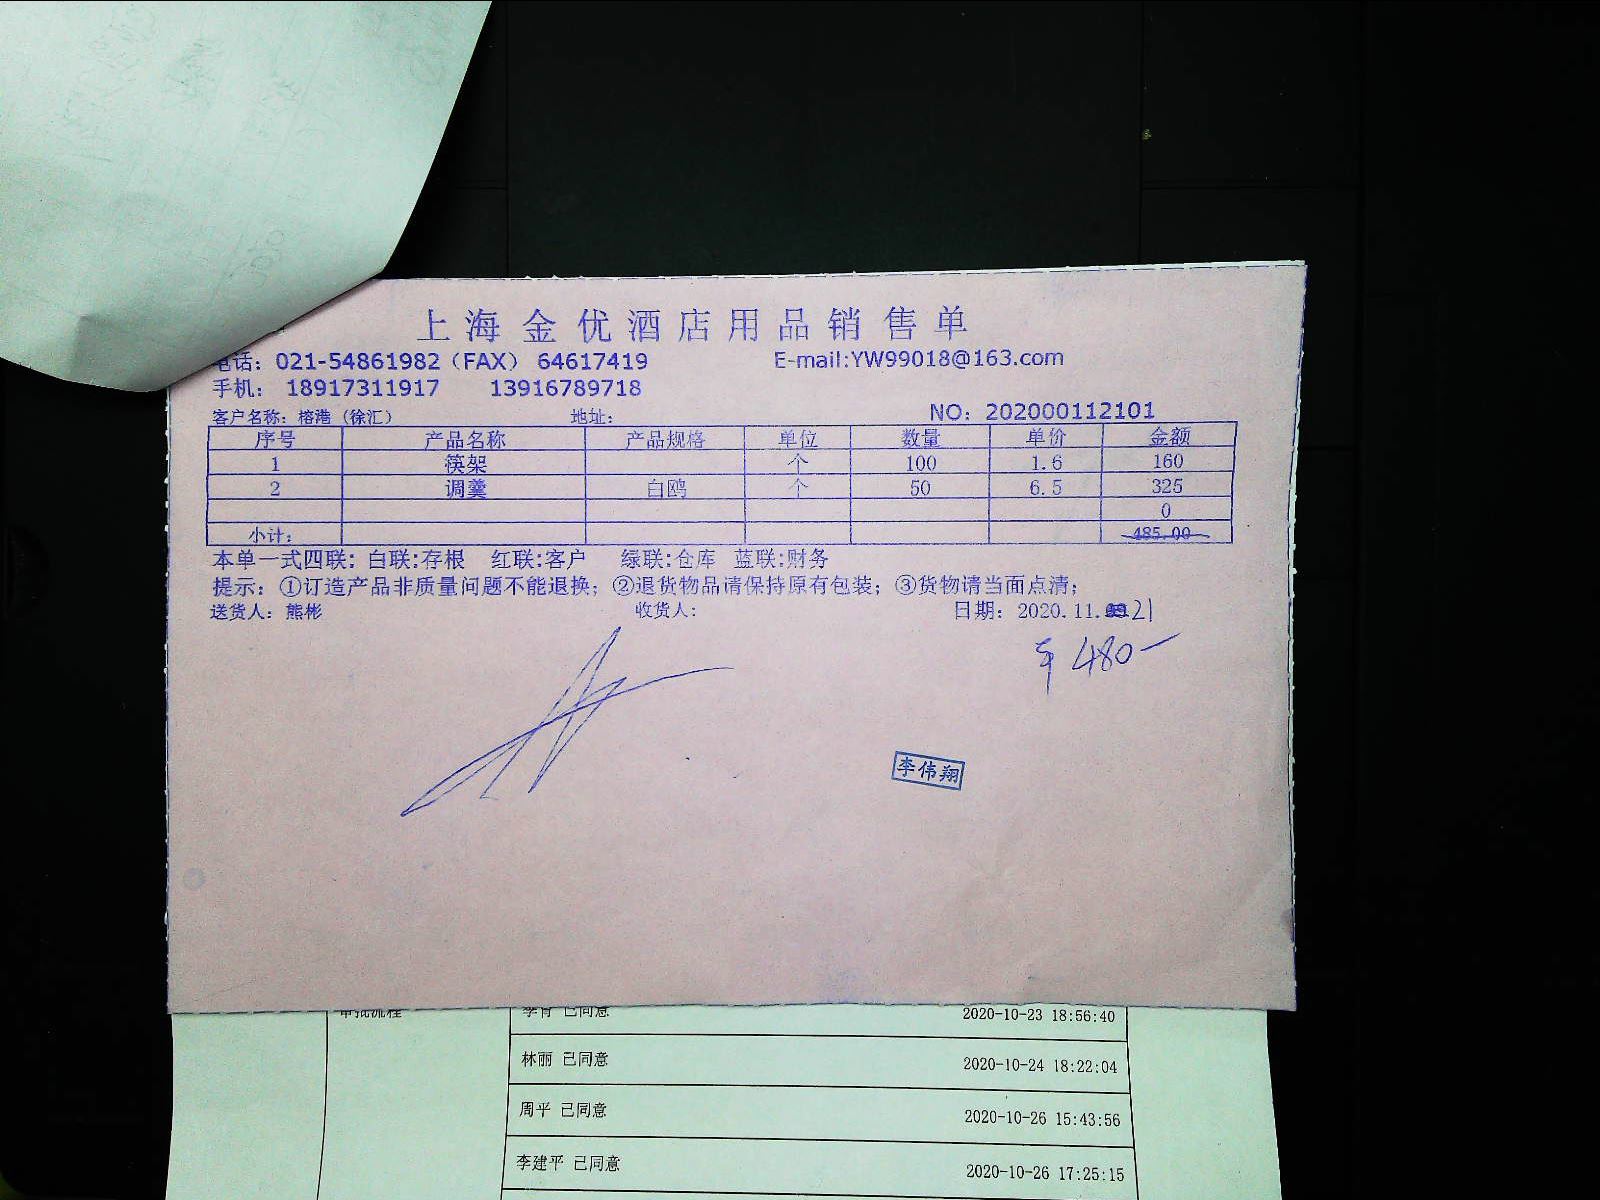 上海金优酒店用品销售单
电话：021-54861982（FAX） 64617419 E-mail:YW99018@163.com
手机： 18917311917 13916789718
客户名称：榕港（徐汇） 地址： NO：202000112101
序号 产品名称 产品规格 单位 数量 单价 金额
1 筷架 个 100 1.6 160
2 调羹 白鸥 个 50 6.5 325
0
小计： 485.00
本单一式四联：白联:存根 红联:客户 绿联:仓库 蓝联:财务
提示：①订造产品非质量问题不能退换；②退货物品请保持原有包装；③货物请当面点清；
送货人：熊彬 收货人： 日期：2020.11.21
¥ 480-
李伟翔
审批流程 李肖 已同意 2020-10-23 18:56:40
林丽 已同意 2020-10-24 18:22:04
周平 已同意 2020-10-26 15:43:56
李建平 已同意 2020-10-26 17:25:15